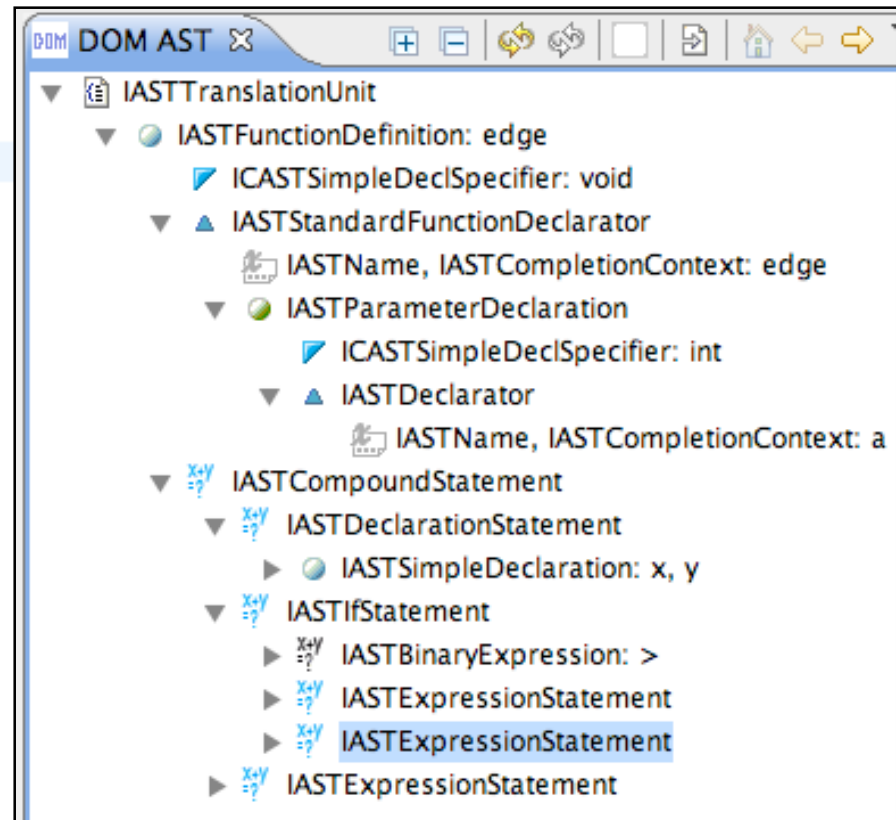 DOM DOM AST
IASTTranslationUnit
IASTFunctionDefinition: edge
ICASTSimpleDeclSpecifier: void
IASTStandardFunctionDeclarator
IASTName, IASTCompletionContext: edge
IASTParameterDeclaration
ICASTSimpleDeclSpecifier: int
IASTDeclarator
IASTName, IASTCompletionContext: a
X+Y =? IASTCompoundStatement
X+Y =? IASTDeclarationStatement
IASTSimpleDeclaration: x, y
X+Y =? IASTIfStatement
X+Y =? IASTBinaryExpression: >
X+Y =? IASTExpressionStatement
X+Y =? IASTExpressionStatement
X+Y =? IASTExpressionStatement